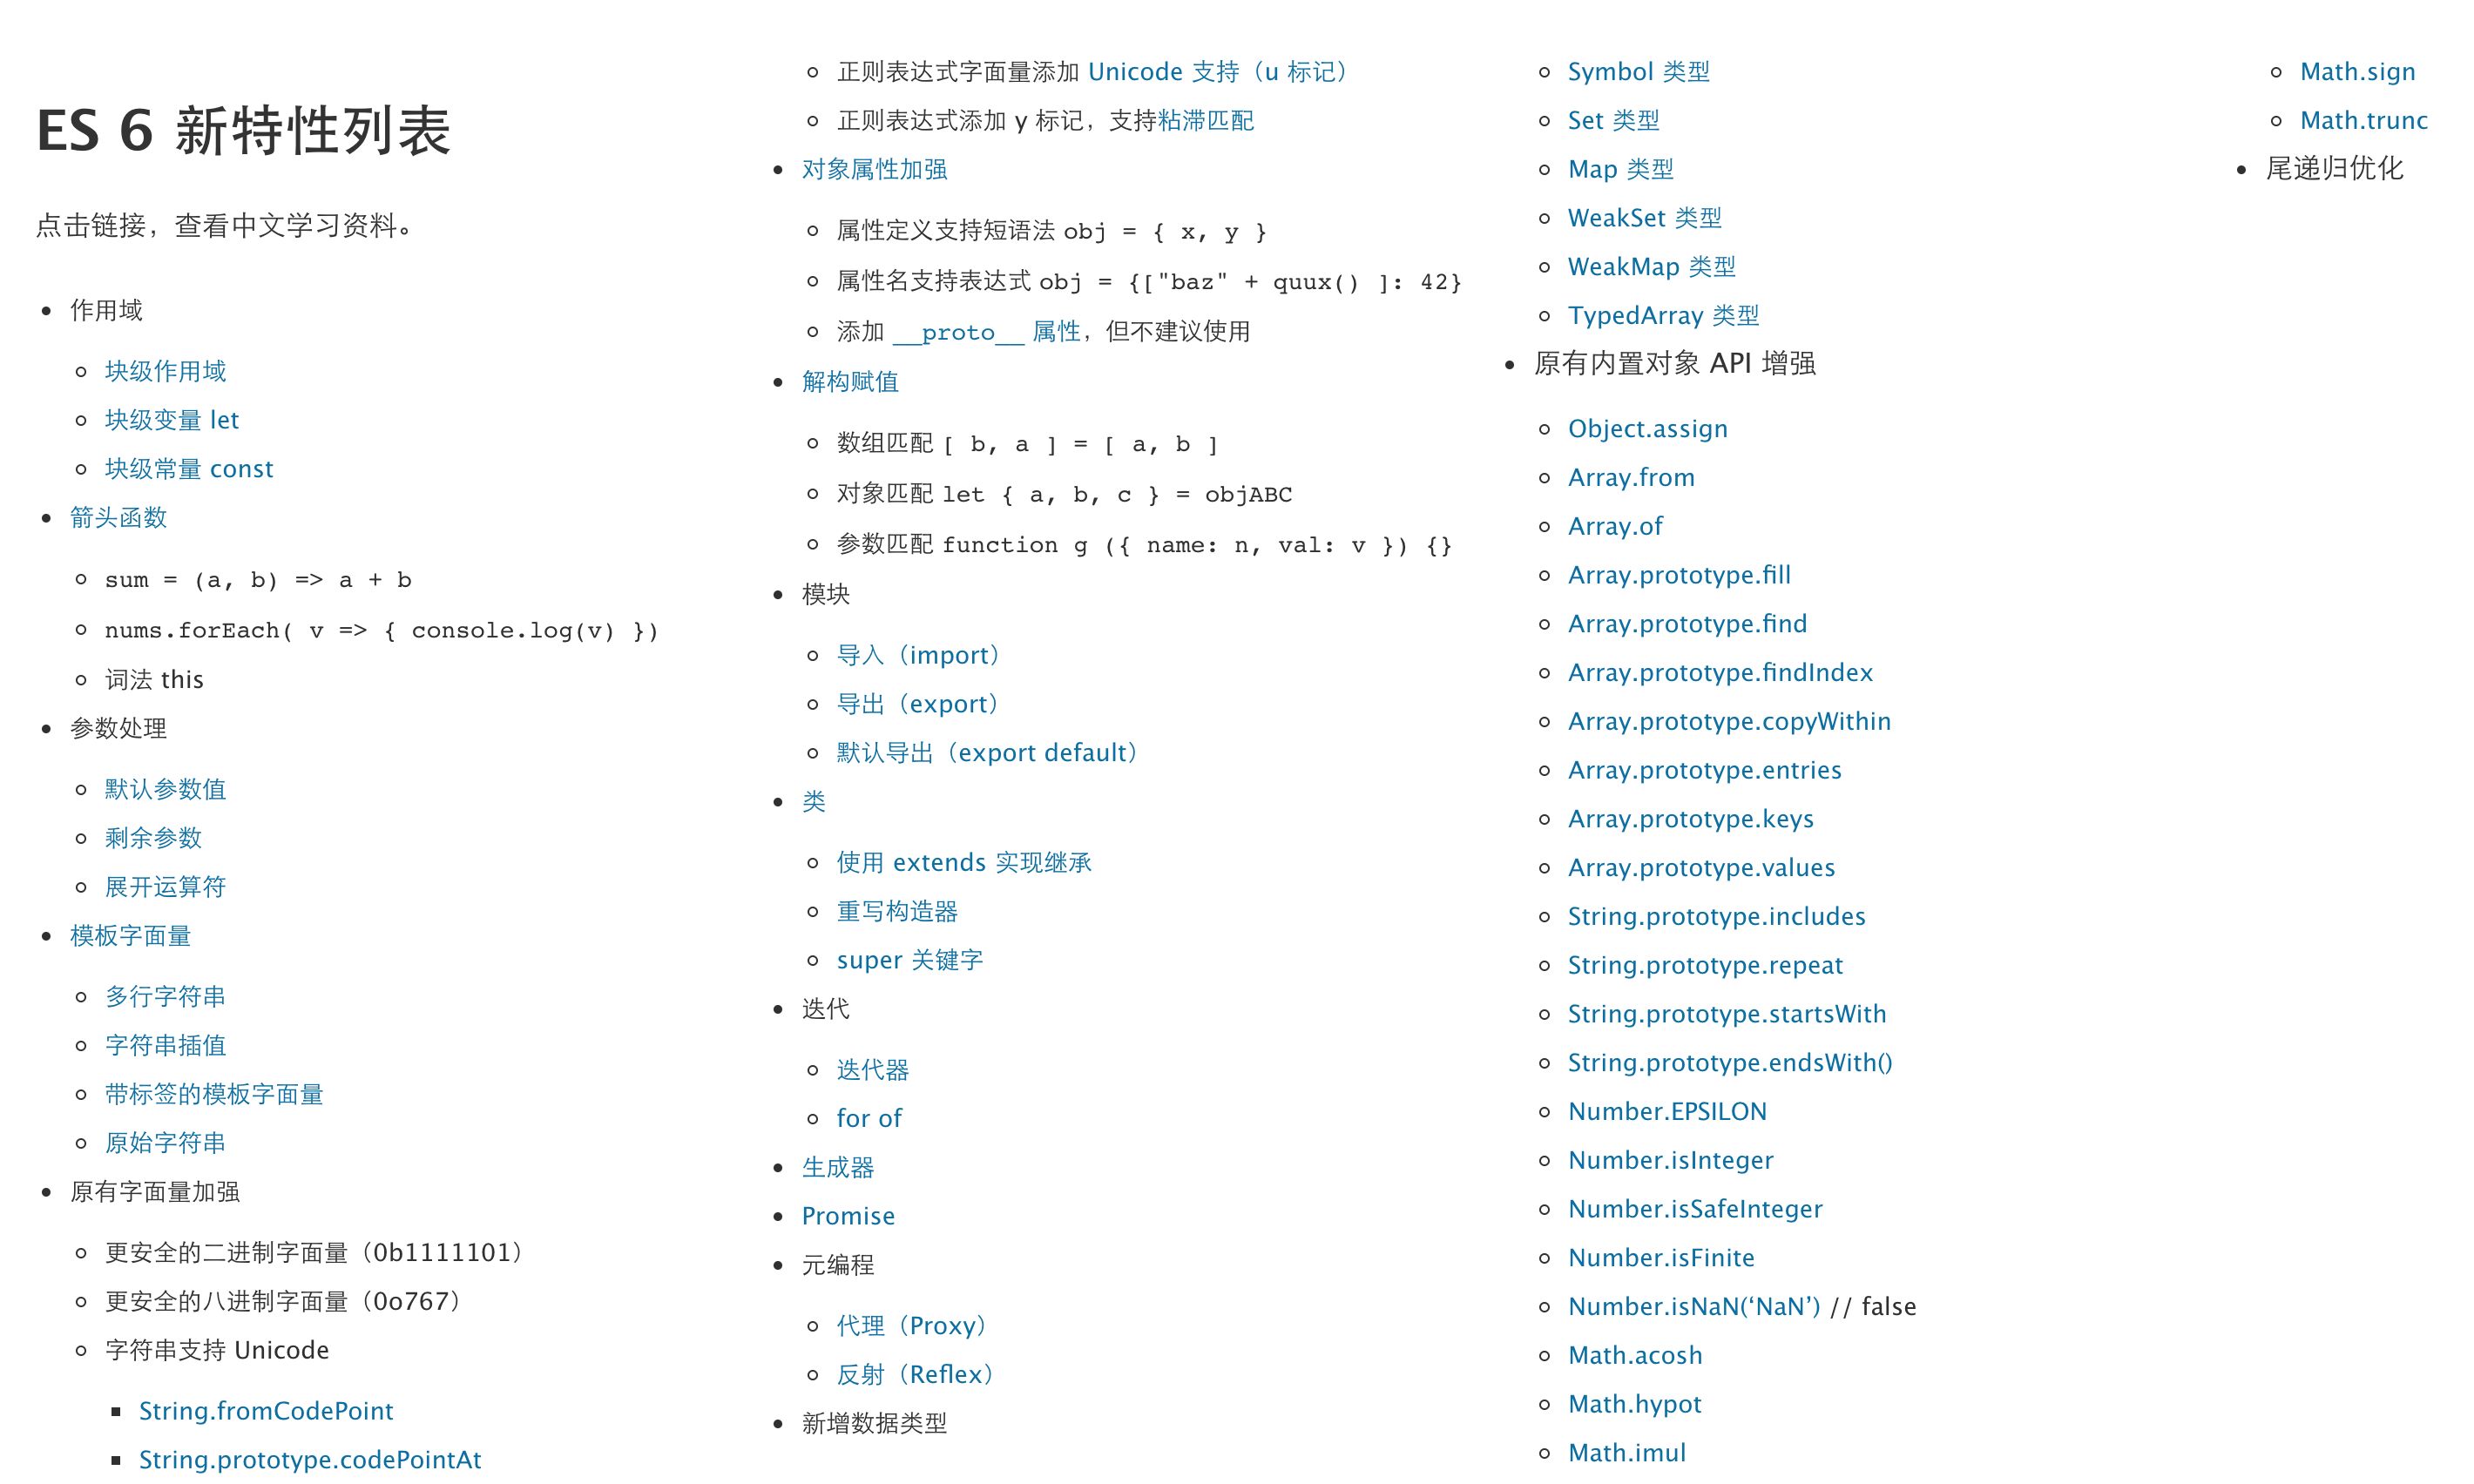 ES 6 新特性列表
点击链接，查看中文学习资料。
作用域
块级作用域
块级变量 let
块级常量 const
箭头函数
sum = (a, b) => a + b
nums.forEach( v => { console.log(v) })
词法 this
参数处理
默认参数值
剩余参数
展开运算符
模板字面量
多行字符串
字符串插值
带标签的模板字面量
原始字符串
原有字面量加强
更安全的二进制字面量（0b1111101）
更安全的八进制字面量（0o767）
字符串支持 Unicode
String.fromCodePoint
String.prototype.codePointAt
正则表达式字面量添加 Unicode 支持（u 标记）
正则表达式添加 y 标记，支持粘滞匹配
对象属性加强
属性定义支持短语法 obj = { x, y }
属性名支持表达式 obj = {["baz" + quux() ]: 42}
添加 __proto__ 属性，但不建议使用
解构赋值
数组匹配 [ b, a ] = [ a, b ]
对象匹配 let { a, b, c } = objABC
参数匹配 function g ({ name: n, val: v }) {}
模块
导入（import）
导出（export）
默认导出（export default）
类
使用 extends 实现继承
重写构造器
super 关键字
迭代
迭代器
for of
生成器
Promise
元编程
代理（Proxy）
反射（Reflex）
新增数据类型
Symbol 类型
Set 类型
Map 类型
WeakSet 类型
WeakMap 类型
TypedArray 类型
原有内置对象 API 增强
Object.assign
Array.from
Array.of
Array.prototype.fill
Array.prototype.find
Array.prototype.findIndex
Array.prototype.copyWithin
Array.prototype.entries
Array.prototype.keys
Array.prototype.values
String.prototype.includes
String.prototype.repeat
String.prototype.startsWith
String.prototype.endsWith()
Number.EPSILON
Number.isInteger
Number.isSafeInteger
Number.isFinite
Number.isNaN(‘NaN’) // false
Math.acosh
Math.hypot
Math.imul
Math.sign
Math.trunc
尾递归优化